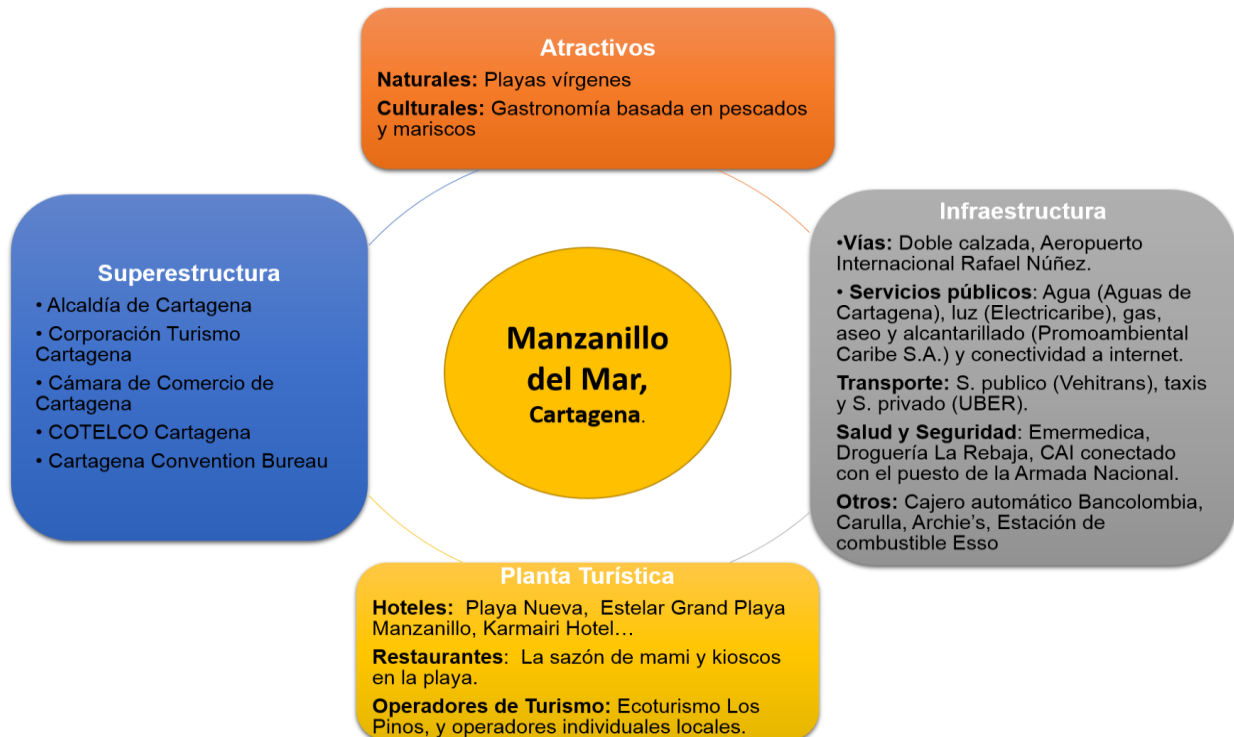 Atractivos
Naturales: Playas vírgenes
Culturales: Gastronomía basada en pescados
y mariscos
Superestructura
• Alcaldía de Cartagena
• Corporación Turismo
Cartagena
• Cámara de Comercio de
Cartagena
• COTELCO Cartagena
• Cartagena Convention Bureau
Manzanillo
del Mar,
Cartagena.
Infraestructura
•Vías: Doble calzada, Aeropuerto
Internacional Rafael Núñez.
• Servicios públicos: Agua (Aguas de
Cartagena), luz (Electricaribe), gas,
aseo y alcantarillado (Promoambiental
Caribe S.A.) y conectividad a internet.
Transporte: S. publico (Vehitrans), taxis
y S. privado (UBER).
Salud y Seguridad: Emermedica,
Droguería La Rebaja, CAI conectado
con el puesto de la Armada Nacional.
Otros: Cajero automático Bancolombia,
Carulla, Archie’s, Estación de
combustible Esso
Planta Turística
Hoteles: Playa Nueva, Estelar Grand Playa
Manzanillo, Karmairi Hotel…
Restaurantes: La sazón de mami y kioscos
en la playa.
Operadores de Turismo: Ecoturismo Los
Pinos, y operadores individuales locales.